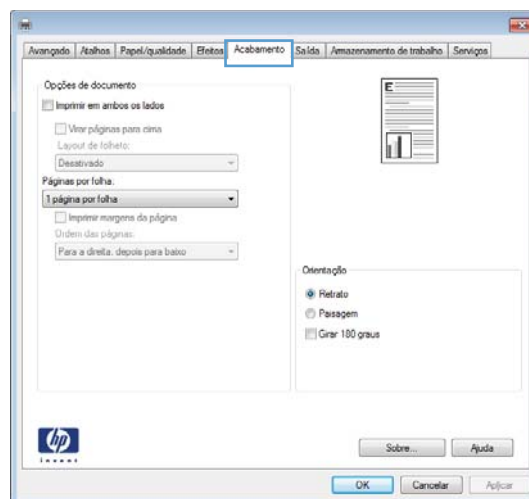 Avançado Atalhos Papel/qualidade Efeitos Acabamento Saída Armazenamento de trabalho Serviços
Opções de documento
Imprimir em ambos os lados
Virar páginas para cima
Layout de folheto:
Desativado
Páginas por folha:
1 página por folha
Imprimir margens da página
Ordem das páginas:
Para a direita, depois para baixo
E
Orientação
Retrato
Paisagem
Girar 180 graus
hp
invent
Sobre... Ajuda
OK Cancelar Aplicar